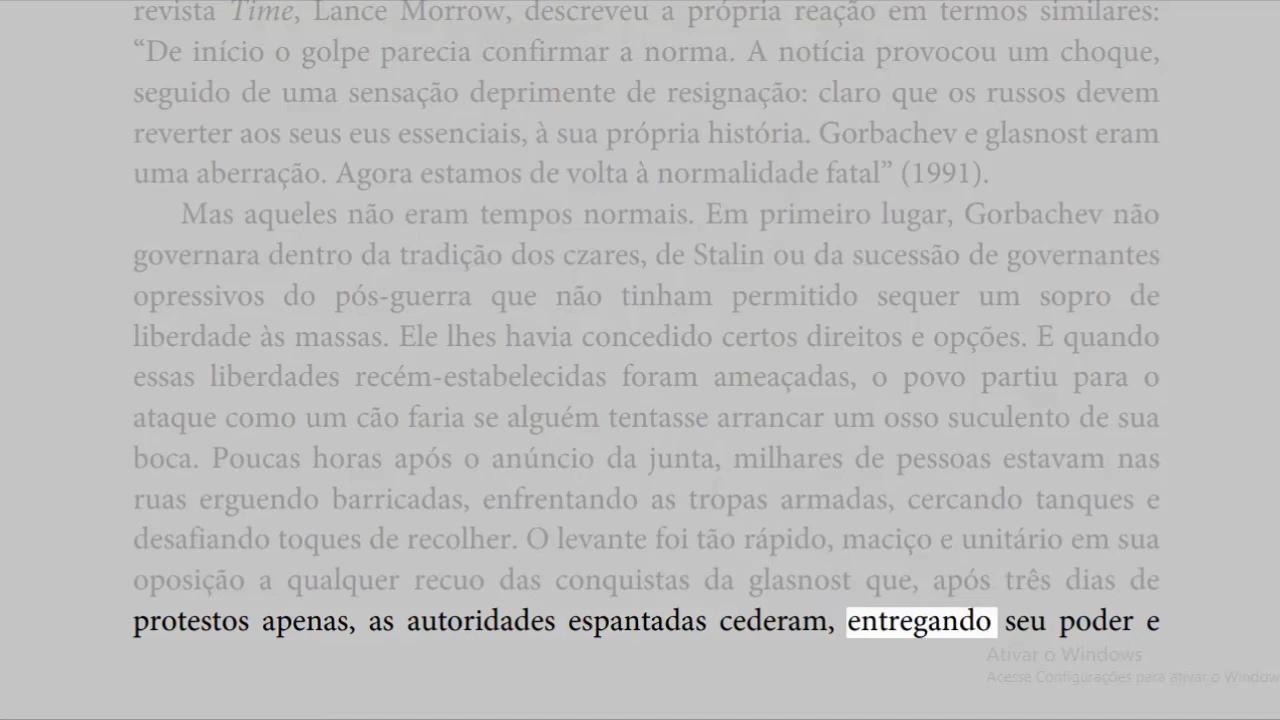 revista Time, Lance Morrow, descreveu a própria reação em termos similares:
“De início o golpe parecia confirmar a norma. A notícia provocou um choque,
seguido de uma sensação deprimente de resignação: claro que os russos devem
reverter aos seus eus essenciais, à sua própria história. Gorbachev e glasnost eram
uma aberração. Agora estamos de volta à normalidade fatal” (1991).
Mas aqueles não eram tempos normais. Em primeiro lugar, Gorbachev não
governara dentro da tradição dos czares, de Stalin ou da sucessão de governantes
opressivos do pós-guerra que não tinham permitido sequer um sopro de
liberdade às massas. Ele lhes havia concedido certos direitos e opções. E quando
essas liberdades recém-estabelecidas foram ameaçadas, o povo partiu para o
ataque como um cão faria se alguém tentasse arrancar um osso suculento de sua
boca. Poucas horas após o anúncio da junta, milhares de pessoas estavam nas
ruas erguendo barricadas, enfrentando as tropas armadas, cercando tanques e
desafiando toques de recolher. O levante foi tão rápido, maciço e unitário em sua
oposição a qualquer recuo das conquistas da glasnost que, após três dias de
protestos apenas, as autoridades espantadas cederam, entregando seu poder e
Ativar o Windows
Acesse Configurações para ativar o Window